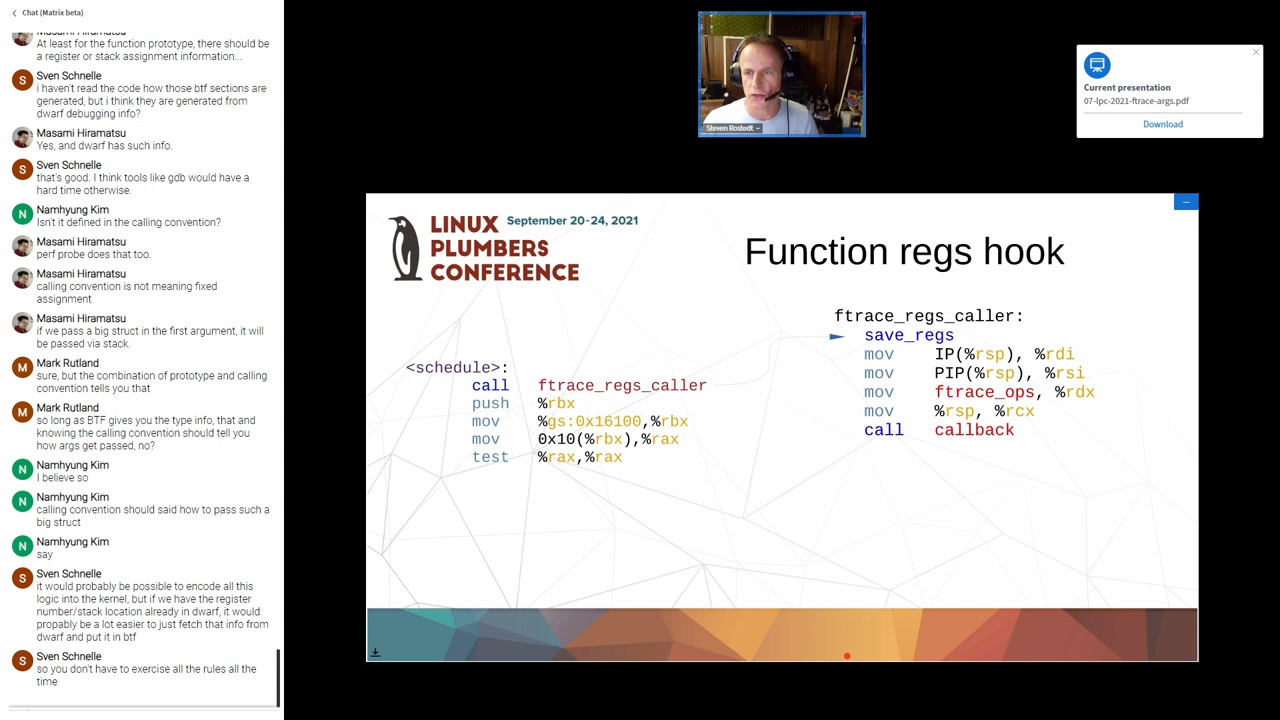 Chat (Matrix beta)
Masami Hiramatsu
At least for the function prototype, there should be
a register or stack assignment information...
Sven Schnelle
i haven't read the code how those btf sections are
generated, but i think they are generated from
dwarf debugging info?
Masami Hiramatsu
Yes, and dwarf has such info.
Sven Schnelle
that's good. I think tools like gdb would have a
hard time otherwise.
Namhyung Kim
Isn't it defined in the calling convention?
Masami Hiramatsu
perf probe does that too.
Masami Hiramatsu
calling convention is not meaning fixed
assignment
Masami Hiramatsu
if we pass a big struct in the first argument, it will
be passed via stack.
Mark Rutland
sure, but the combination of prototype and calling
convention tells you that
Mark Rutland
so long as BTF gives you the type info, that and
knowing the calling convention should tell you
how args get passed, no?
Namhyung Kim
I believe so
Namhyung Kim
calling convention should said how to pass such a
big struct
Namhyung Kim
say
Sven Schnelle
it would probably be possible to encode all this
logic into the kernel, but if we have the register
number/stack location already in dwarf, it would
propably be a lot easier to just fetch that info from
dwarf and put it in btf
Sven Schnelle
so you don't have to exercise all the rules all the
time
S
S
N
M
M
N
N
N
S
S
Steven Rostedt
Current presentation
07-lpc-2021-ftrace-args.pdf
Download
LINUX
PLUMBERS
CONFERENCE
September 20-24, 2021
Function regs hook
<schedule>:
call ftrace_regs_caller
push %rbx
mov %gs:0x16100,%rbx
mov 0x10(%rbx),%rax
test %rax,%rax
ftrace_regs_caller:
save_regs
mov IP(%rsp), %rdi
mov PIP(%rsp), %rsi
mov ftrace_ops, %rdx
mov %rsp, %rcx
call callback